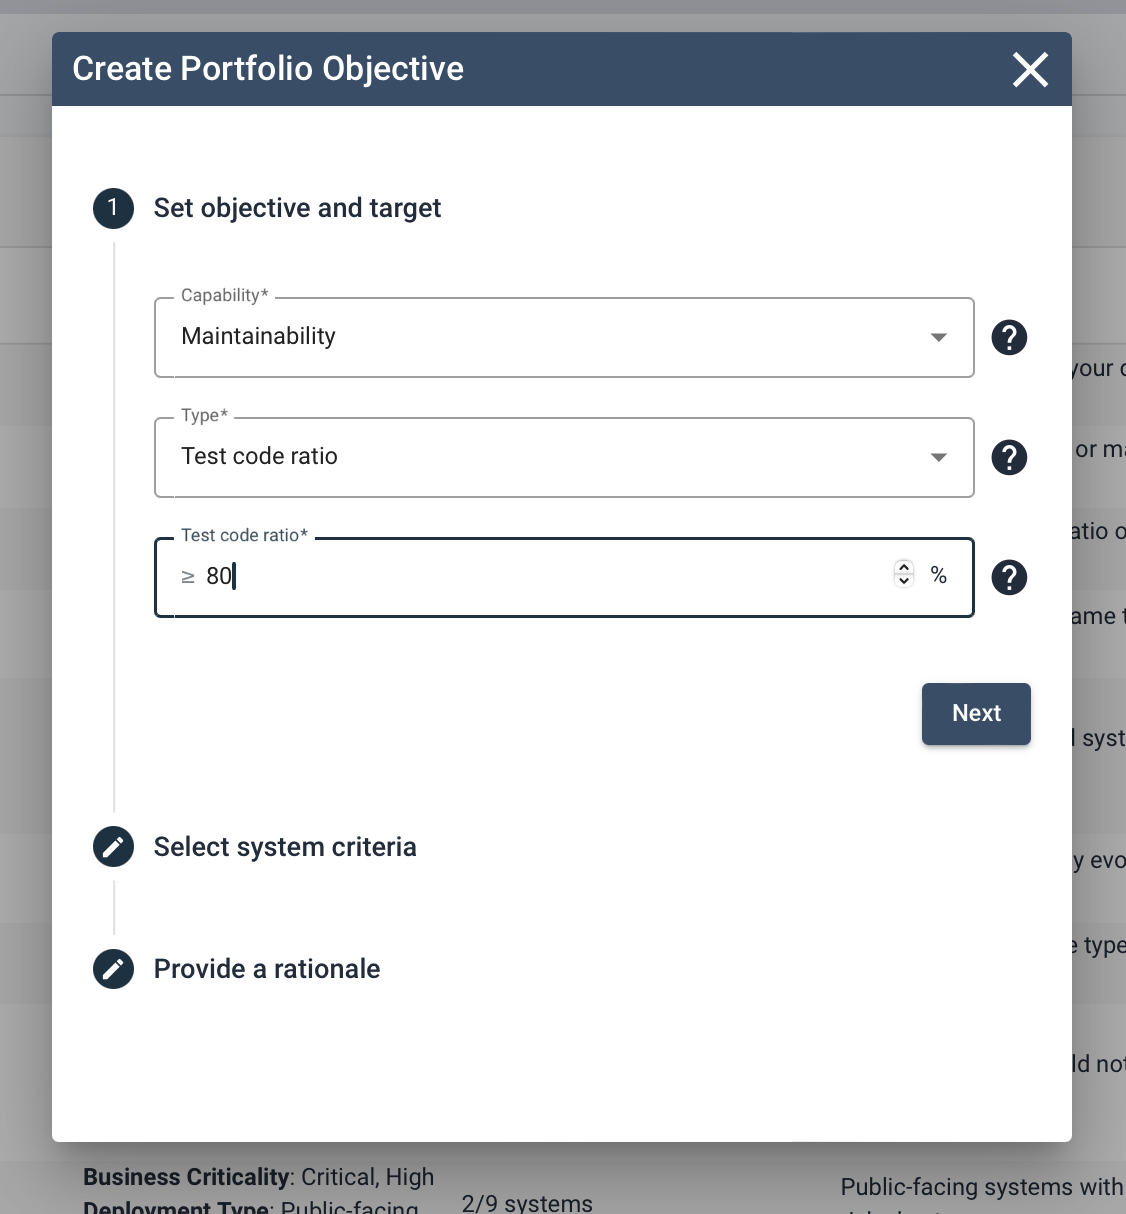 Create Portfolio Objective
1 Set objective and target
Capability*
Maintainability
?
Type*
Test code ratio
?
Test code ratio*
≥ 80 %
?
Next
Select system criteria
Provide a rationale
your
or
atio
ame
syst
evo
type
ld
Business Criticality: Critical, High
Deployment Type: Public-facing
2/9 systems
Public-facing systems with